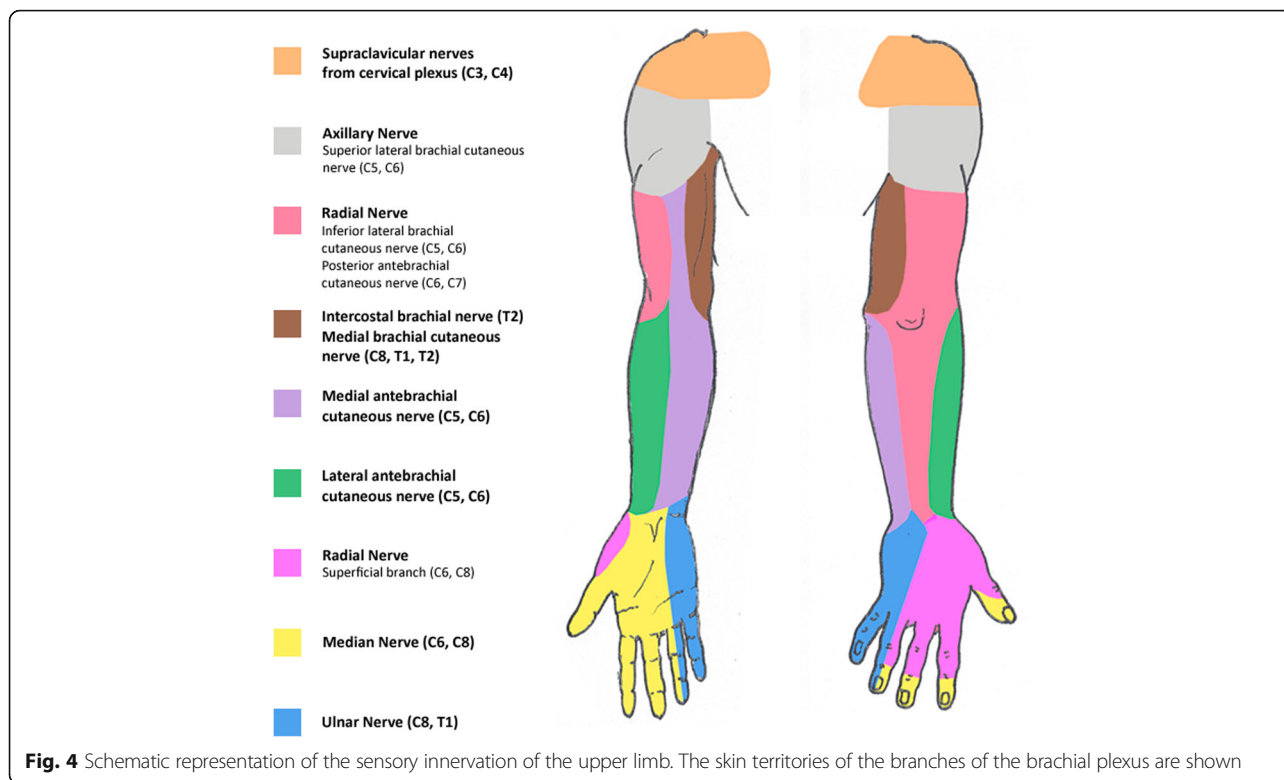 Supraclavicular nerves
from cervical plexus (C3, C4)
Axillary Nerve
Superior lateral brachial cutaneous
nerve (C5, C6)
Radial Nerve
Inferior lateral brachial
cutaneous nerve (C5, C6)
Posterior antebrachial
cutaneous nerve (C6, C7)
Intercostal brachial nerve (T2)
Medial brachial cutaneous
nerve (C8, T1, T2)
Medial antebrachial
cutaneous nerve (C5, C6)
Lateral antebrachial
cutaneous nerve (C5, C6)
Radial Nerve
Superficial branch (C6, C8)
Median Nerve (C6, C8)
Ulnar Nerve (C8, T1)
Fig. 4 Schematic representation of the sensory innervation of the upper limb. The skin territories of the branches of the brachial plexus are shown